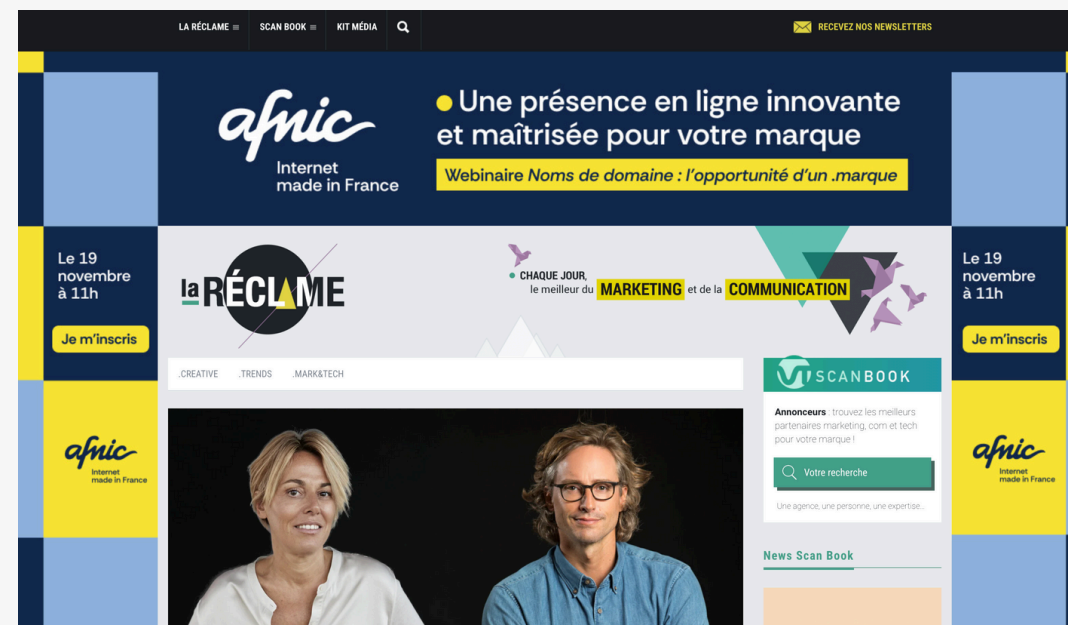 LA RÉCLAME
SCAN BOOK
KIT MÉDIA
RECEVEZ NOS NEWSLETTERS
afnic
Internet
made in France
Une présence en ligne innovante
et maîtrisée pour votre marque
Webinaire Noms de domaine : l'opportunité d'un .marque
Le 19
novembre
à 11h
Je m'inscris
afnic
Internet
made in France
la RÉCLAME
CHAQUE JOUR,
le meilleur du MARKETING et de la COMMUNICATION
Le 19
novembre
à 11h
Je m'inscris
afnic
Internet
made in France
.CREATIVE
.TRENDS
.MARK&TECH
SCANBOOK
Annonceurs : trouvez les meilleurs
partenaires marketing, com et tech
pour votre marque !
Votre recherche
Une agence, une personne, une expertise...
News Scan Book